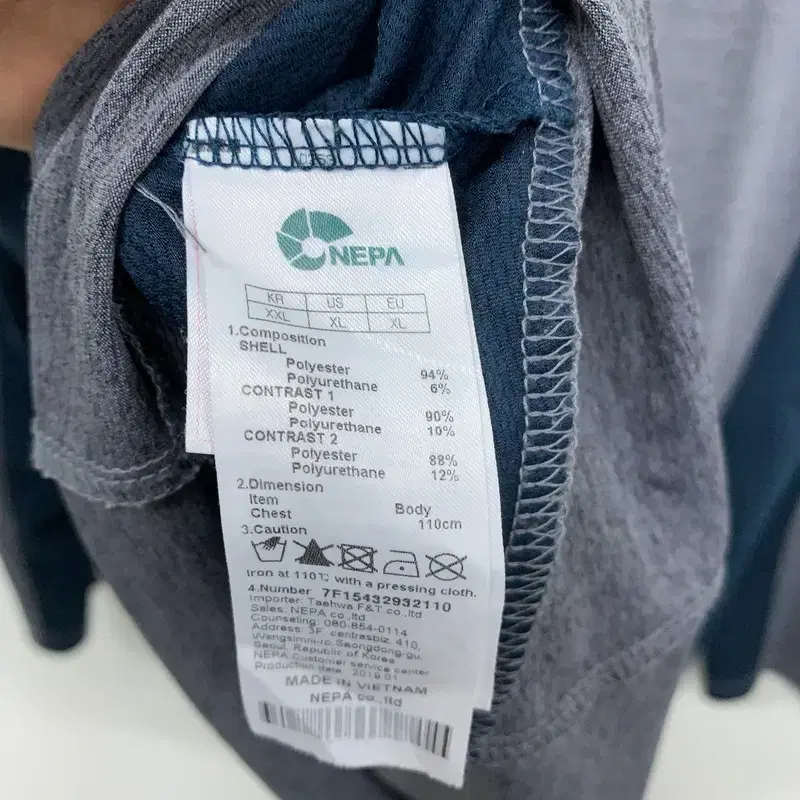 NEPA
KR US EU
XXL XL XL
1.Composition
SHELL
Polyester 94%
Polyurethane 6%
CONTRAST 1
Polyester 90%
Polyurethane 10%
CONTRAST 2
Polyester 88%
Polyurethane 12%
2.Dimension
Item Body
Chest 110cm
3.Caution
Iron at 110℃ with a pressing cloth.
4.Number 7F15432932110
Importer: Taehwa F&T co.,ltd
Sales: NEPA co.,ltd
Counseling: 080-854-0114
Address: 3F, centrasbiz, 410,
Wangsimni-ro,Seongdong-gu,
Seoul, Republic of Korea
NEPA Customer service center
Production date: 2019.01
MADE IN VIETNAM
NEPA co.,ltd